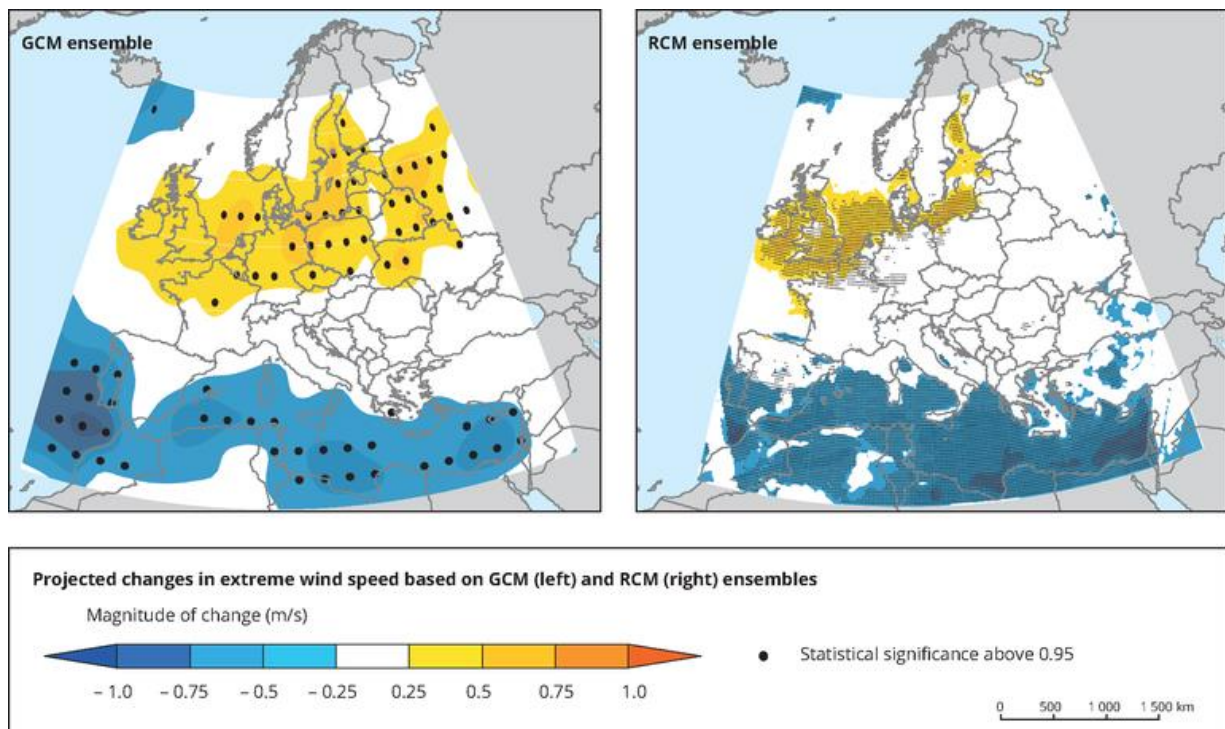 GCM ensemble
RCM ensemble
Projected changes in extreme wind speed based on GCM (left) and RCM (right) ensembles
Magnitude of change (m/s)
– 1.0 – 0.75 – 0.5 – 0.25 0.25 0.5 0.75 1.0
Statistical significance above 0.95
0 500 1 000 1 500 km